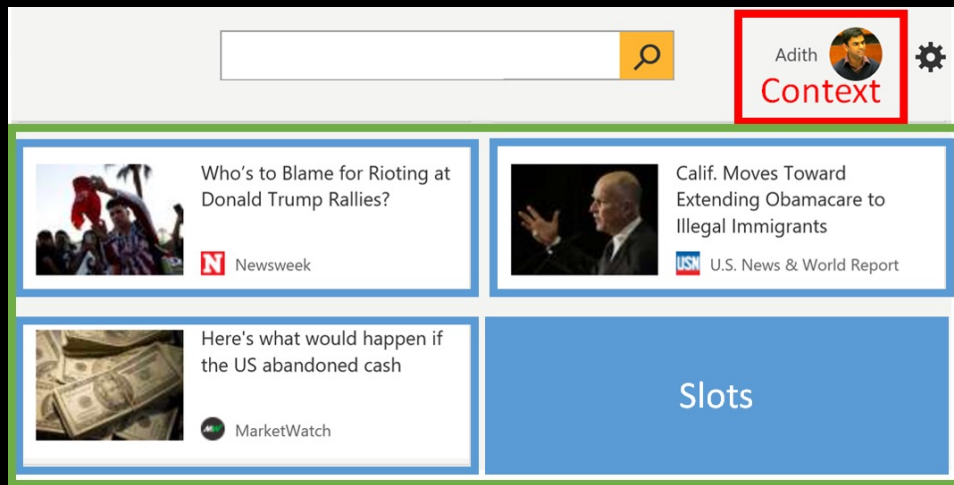 Adith
Context
Who's to Blame for Rioting at
Donald Trump Rallies?
N Newsweek
Calif. Moves Toward
Extending Obamacare to
Illegal Immigrants
USN U.S. News & World Report
Here's what would happen if
the US abandoned cash
MW MarketWatch
Slots